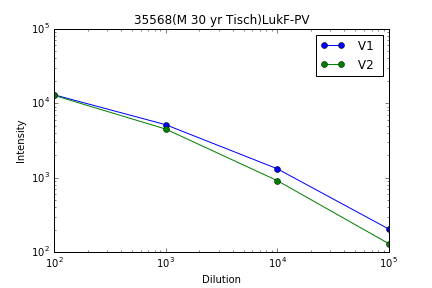 35568(M 30 yr Tisch)LukF-PV
V1
V2
Intensity
10^5
10^4
10^3
10^2
10^2 10^3 10^4 10^5
Dilution